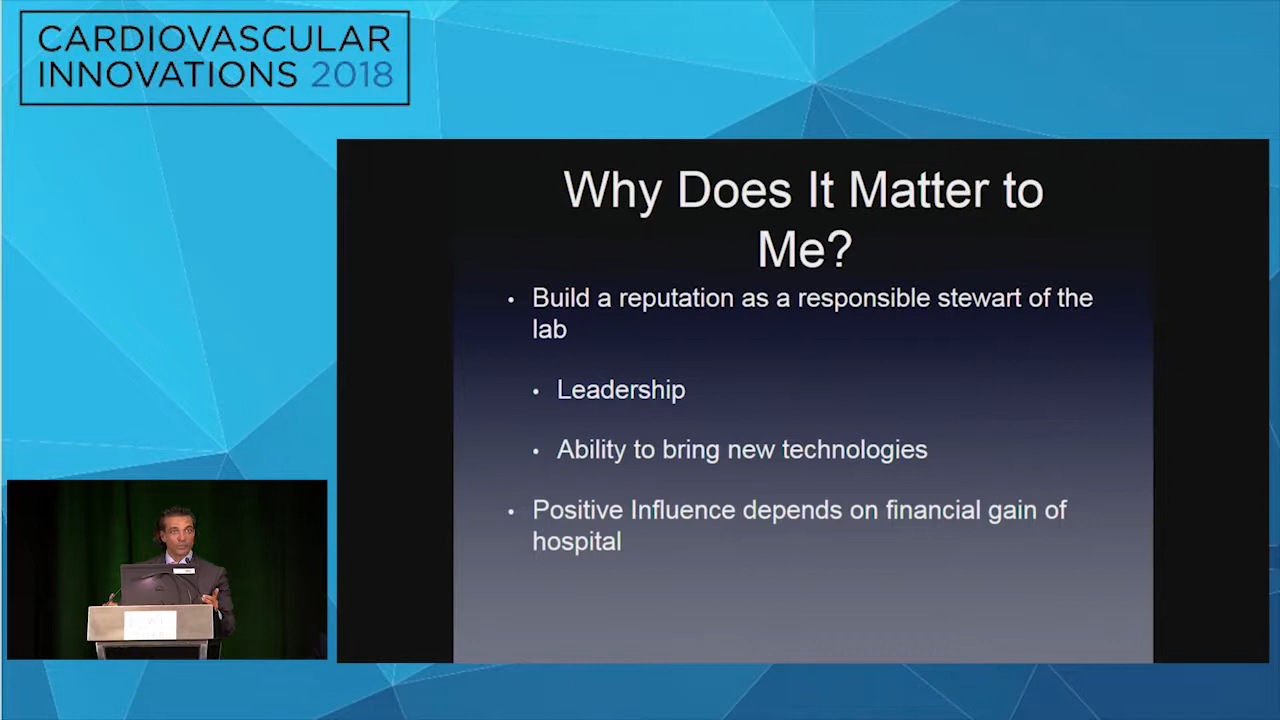 CARDIOVASCULAR
INNOVATIONS 2018
Why Does It Matter to
Me?
• Build a reputation as a responsible stewart of the
lab
• Leadership
• Ability to bring new technologies
• Positive Influence depends on financial gain of
hospital